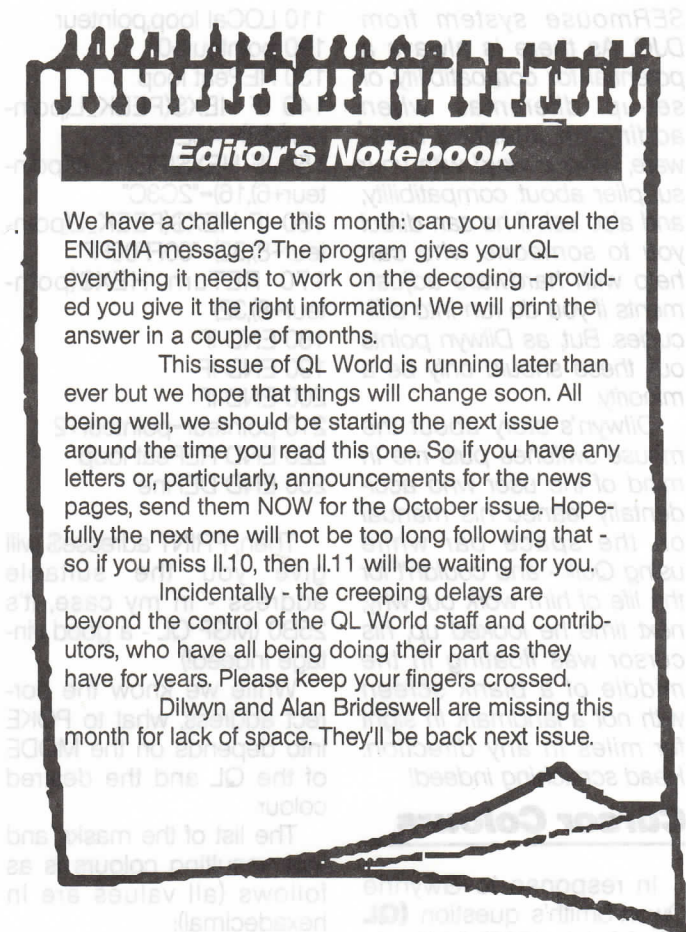 Editor's Notebook
We have a challenge this month: can you unravel the
ENIGMA message? The program gives your QL
everything it needs to work on the decoding - provid-
ed you give it the right information! We will print the
answer in a couple of months.
This issue of QL World is running later than
ever but we hope that things will change soon. All
being well, we should be starting the next issue
around the time you read this one. So if you have any
letters or, particularly, announcements for the news
pages, send them NOW for the October issue. Hope-
fully the next one will not be too long following that -
so if you miss II.10, then II.11 will be waiting for you.
Incidentally - the creeping delays are
beyond the control of the QL World staff and contrib-
utors, who have all being doing their part as they
have for years. Please keep your fingers crossed.
Dilwyn and Alan Brideswell are missing this
month for lack of space. They'll be back next issue.